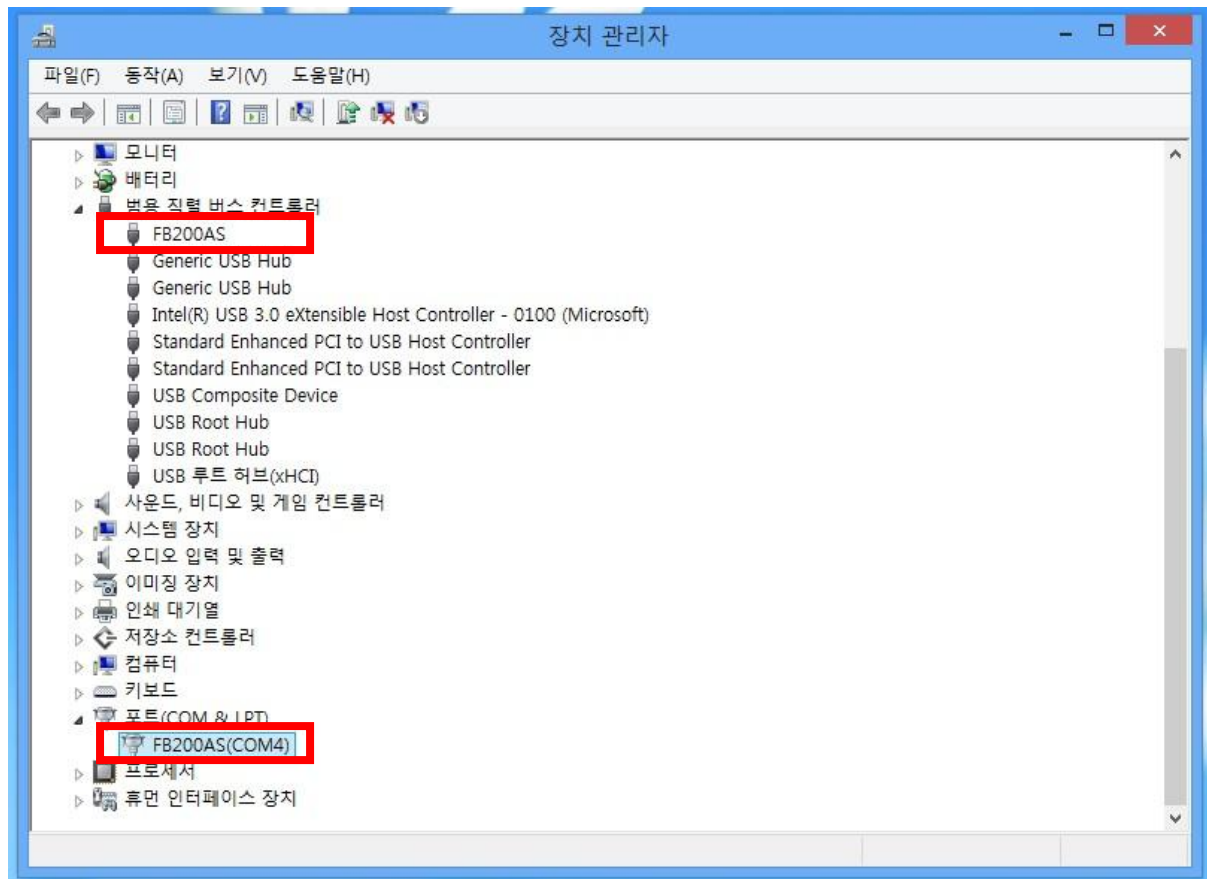 장치 관리자
파일(F) 동작(A) 보기(V) 도움말(H)
모니터
배터리
범용 직렬 버스 컨트롤러
FB200AS
Generic USB Hub
Generic USB Hub
Intel(R) USB 3.0 eXtensible Host Controller - 0100 (Microsoft)
Standard Enhanced PCI to USB Host Controller
Standard Enhanced PCI to USB Host Controller
USB Composite Device
USB Root Hub
USB Root Hub
USB 루트 허브(xHCI)
사운드, 비디오 및 게임 컨트롤러
시스템 장치
오디오 입력 및 출력
이미징 장치
인쇄 대기열
저장소 컨트롤러
컴퓨터
키보드
포트(COM & LPT)
FB200AS(COM4)
프로세서
휴먼 인터페이스 장치